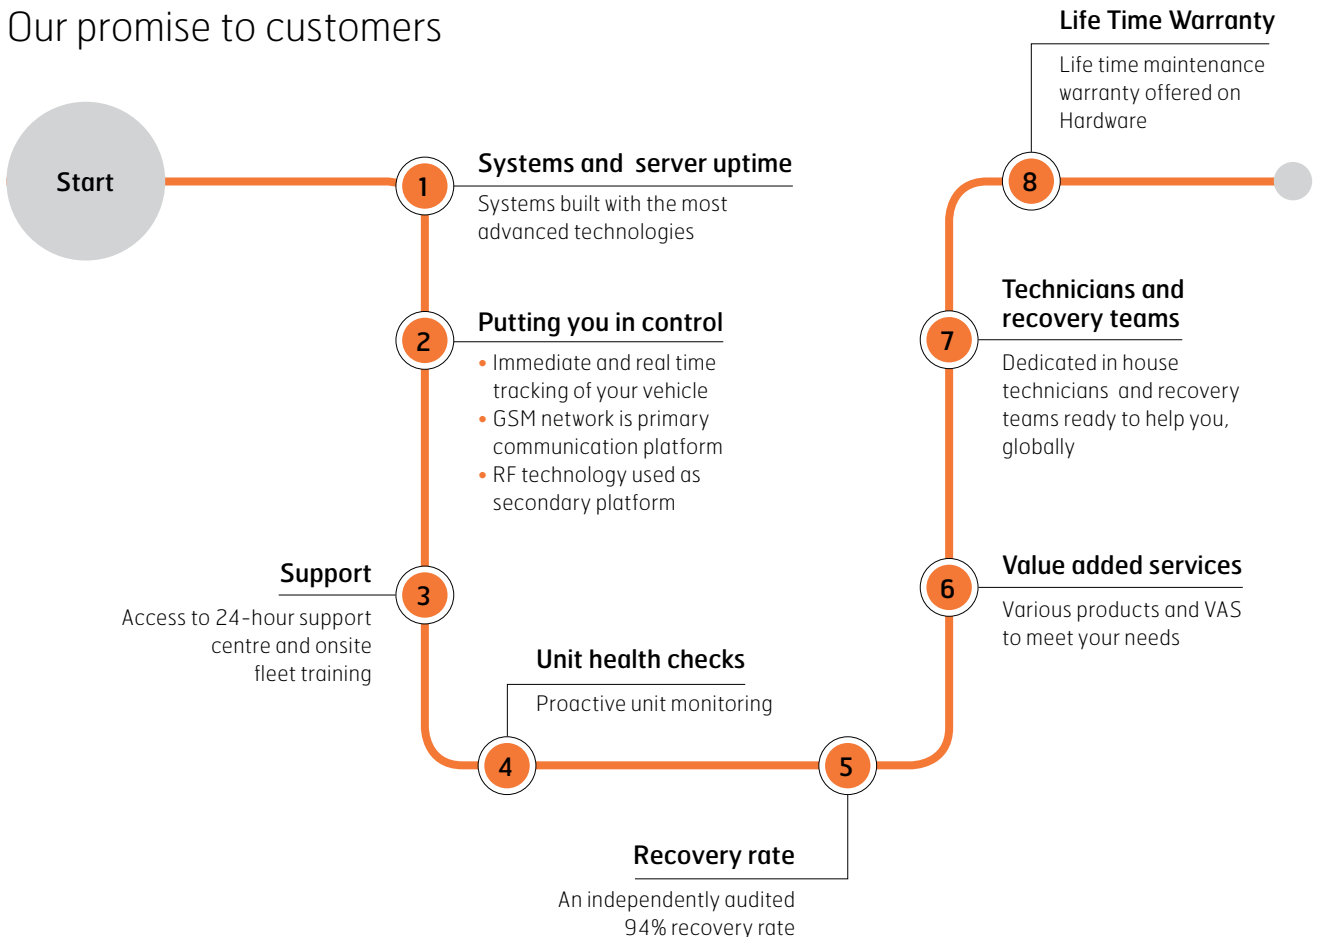 Our promise to customers
Start
1
Systems and server uptime
Systems built with the most
advanced technologies
2
Putting you in control
• Immediate and real time
tracking of your vehicle
• GSM network is primary
communication platform
• RF technology used as
secondary platform
3
Support
Access to 24-hour support
centre and onsite
fleet training
4
Unit health checks
Proactive unit monitoring
5
Recovery rate
An independently audited
94% recovery rate
6
Value added services
Various products and VAS
to meet your needs
7
Technicians and
recovery teams
Dedicated in house
technicians and recovery
teams ready to help you,
globally
8
Life Time Warranty
Life time maintenance
warranty offered on
Hardware